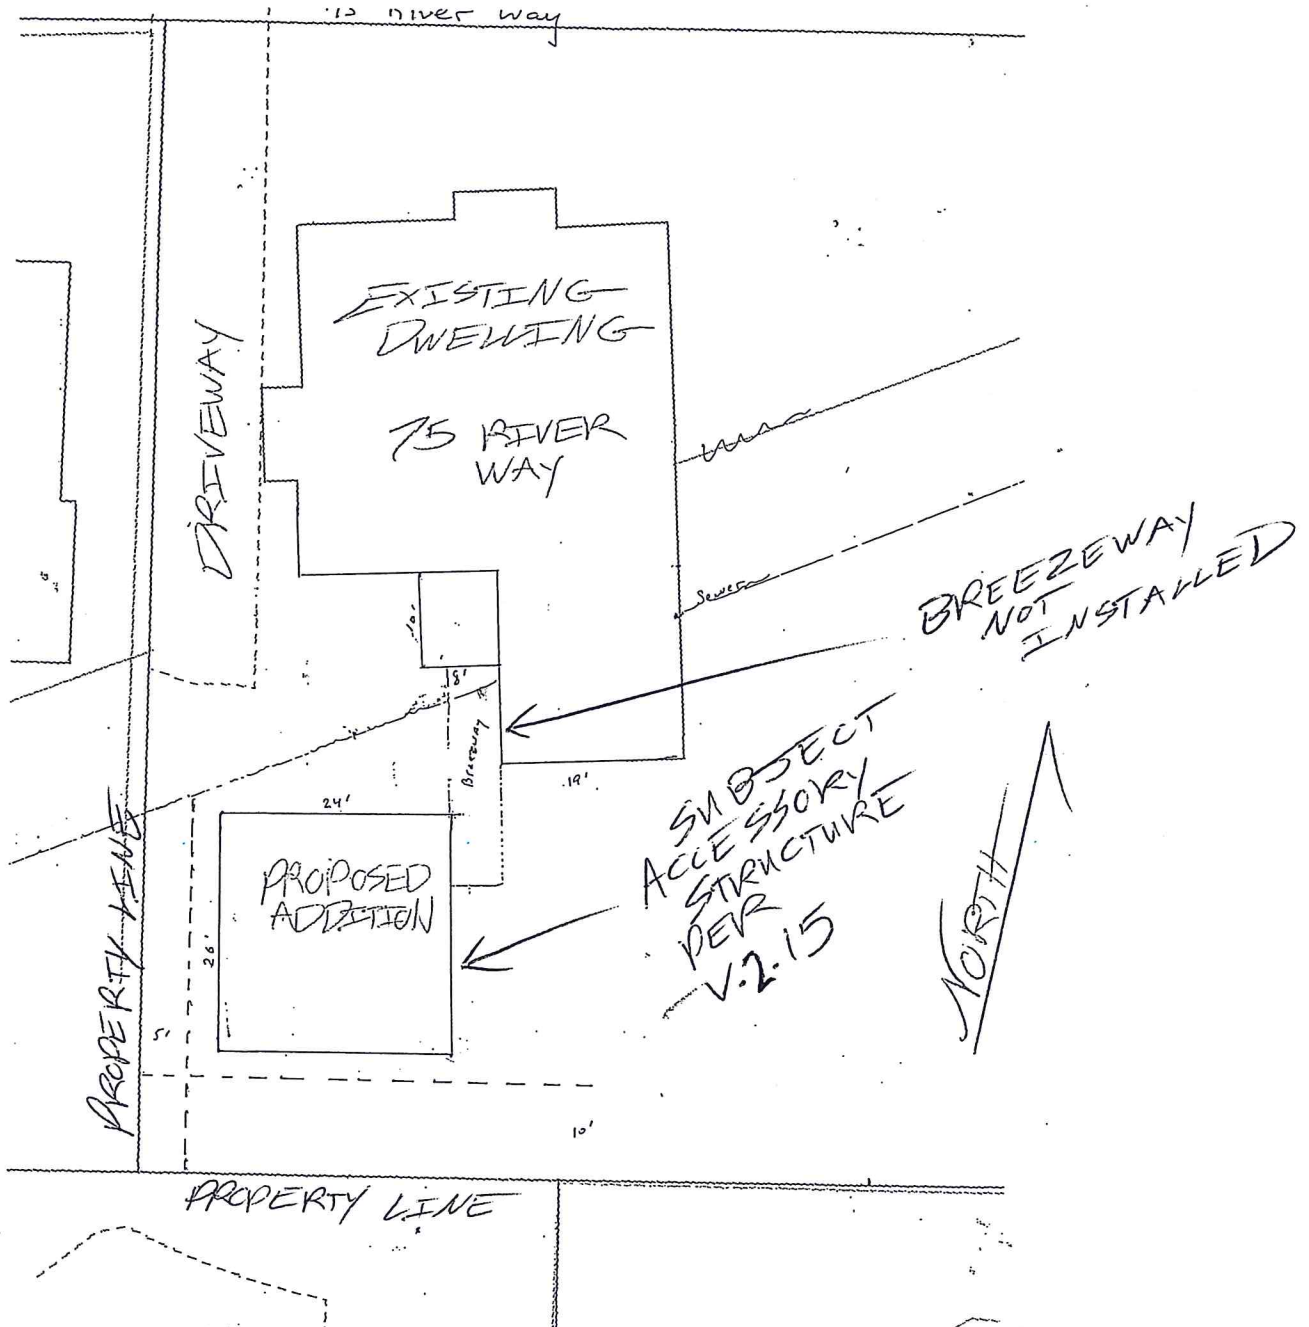 River Way
EXISTING
DWELLING
75 RIVER
WAY
DRIVEWAY
Sewer
BREEZEWAY
NOT
INSTALLED
10'
8'
Breezeway
19'
SUBJECT
ACCESSORY
STRUCTURE
PER
V.2.15
24'
PROPOSED
ADDITION
26'
NORTH
PROPERTY LINE
5'
10'
PROPERTY LINE